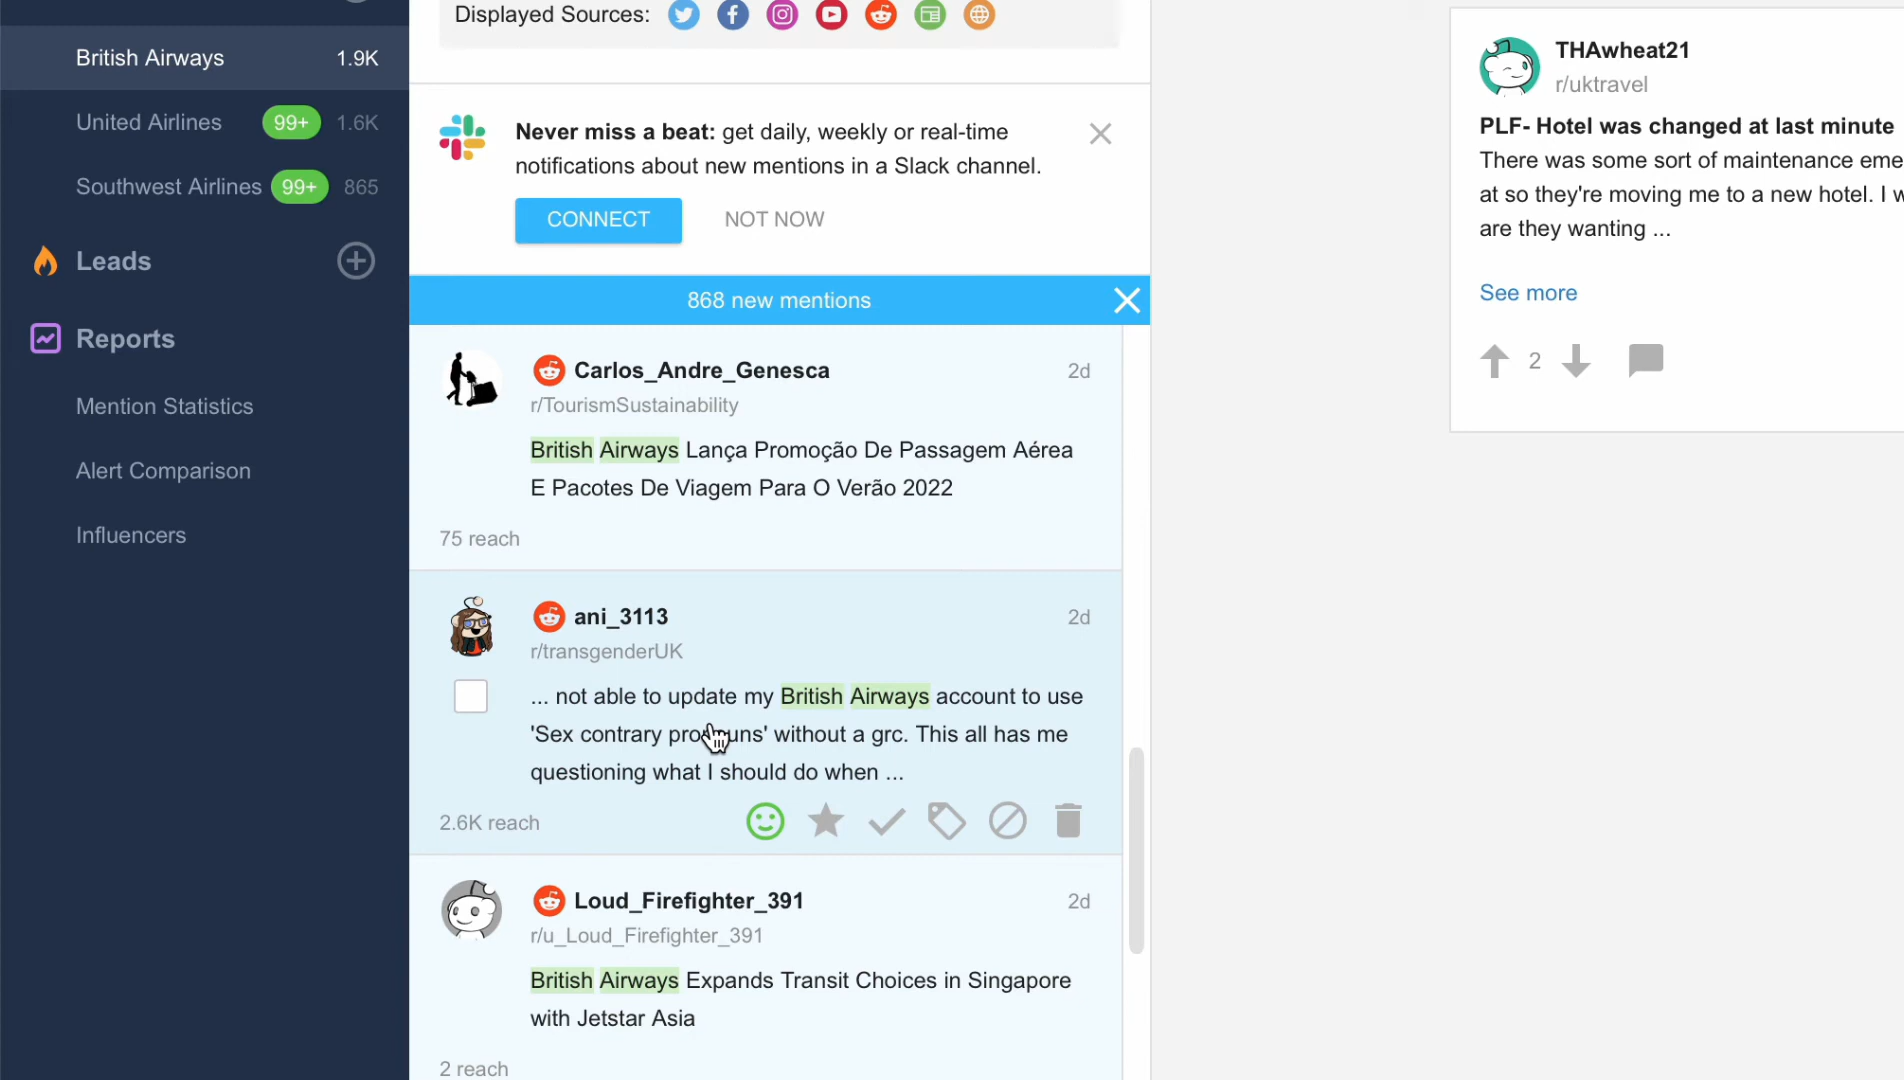 British Airways 1.9K
United Airlines 99+ 1.6K
Southwest Airlines 99+ 865
Leads
Reports
Mention Statistics
Alert Comparison
Influencers
Displayed Sources:
Never miss a beat: get daily, weekly or real-time
notifications about new mentions in a Slack channel.
CONNECT NOT NOW
868 new mentions
Carlos_Andre_Genesca 2d
r/TourismSustainability
British Airways Lança Promoção De Passagem Aérea
E Pacotes De Viagem Para O Verão 2022
75 reach
ani_3113 2d
r/transgenderUK
... not able to update my British Airways account to use
'Sex contrary pronouns' without a grc. This all has me
questioning what I should do when ...
2.6K reach
Loud_Firefighter_391 2d
r/u_Loud_Firefighter_391
British Airways Expands Transit Choices in Singapore
with Jetstar Asia
2 reach
THAwheat21
r/uktravel
PLF- Hotel was changed at last minute
There was some sort of maintenance eme
at so they're moving me to a new hotel. I w
are they wanting ...
See more
2